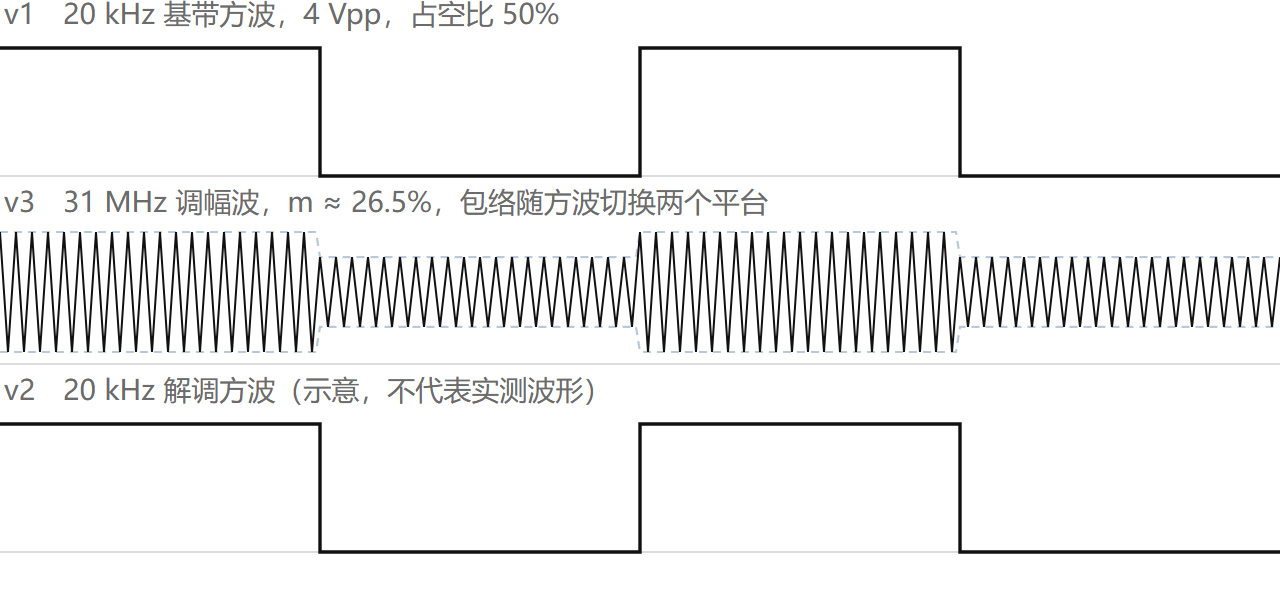 v1 20 kHz 基带方波，4 Vpp，占空比 50%
v3 31 MHz 调幅波，m ≈ 26.5%，包络随方波切换两个平台
v2 20 kHz 解调方波（示意，不代表实测波形）